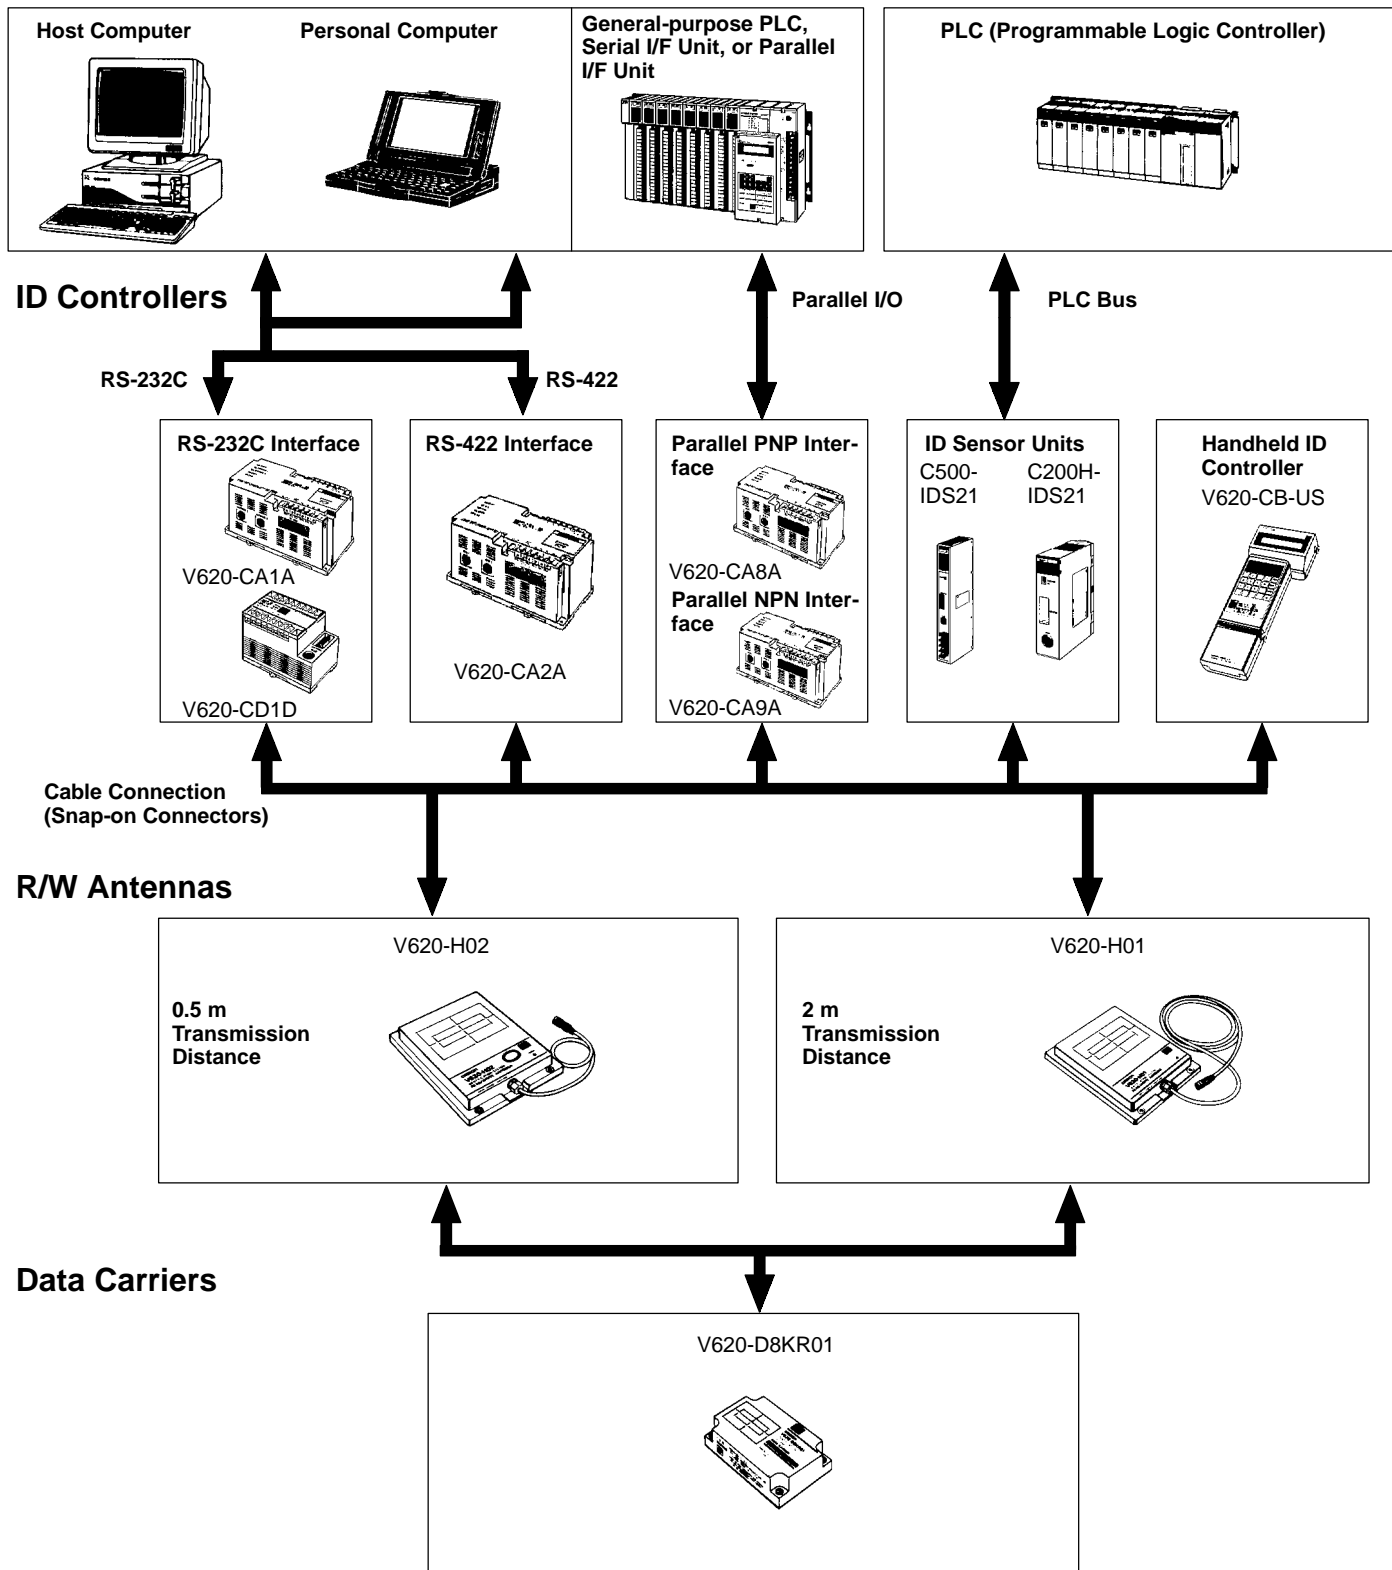 Host Computer
Personal Computer
General-purpose PLC,
Serial I/F Unit, or Parallel
I/F Unit
PLC (Programmable Logic Controller)
ID Controllers
Parallel I/O
PLC Bus
RS-232C
RS-422
RS-232C Interface
V620-CA1A
V620-CD1D
RS-422 Interface
V620-CA2A
Parallel PNP Inter-
face
V620-CA8A
Parallel NPN Inter-
face
V620-CA9A
ID Sensor Units
C500-
IDS21
C200H-
IDS21
Handheld ID
Controller
V620-CB-US
Cable Connection
(Snap-on Connectors)
R/W Antennas
V620-H02
0.5 m
Transmission
Distance
V620-H01
2 m
Transmission
Distance
Data Carriers
V620-D8KR01